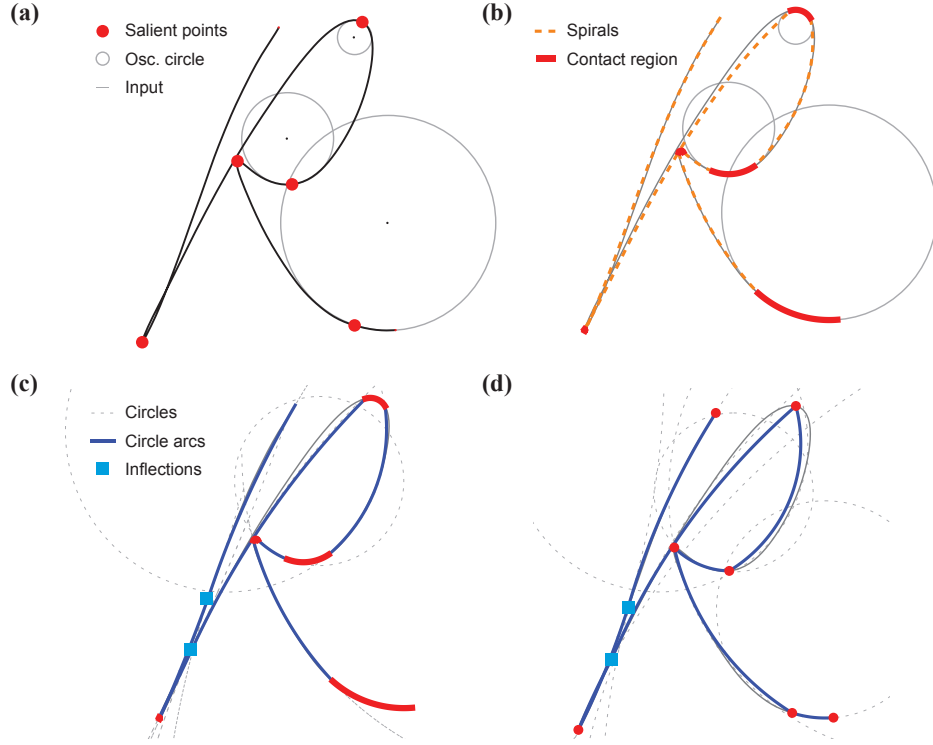 (a)
Salient points
Osc. circle
Input
(b)
Spirals
Contact region
(c)
Circles
Circle arcs
Inflections
(d)